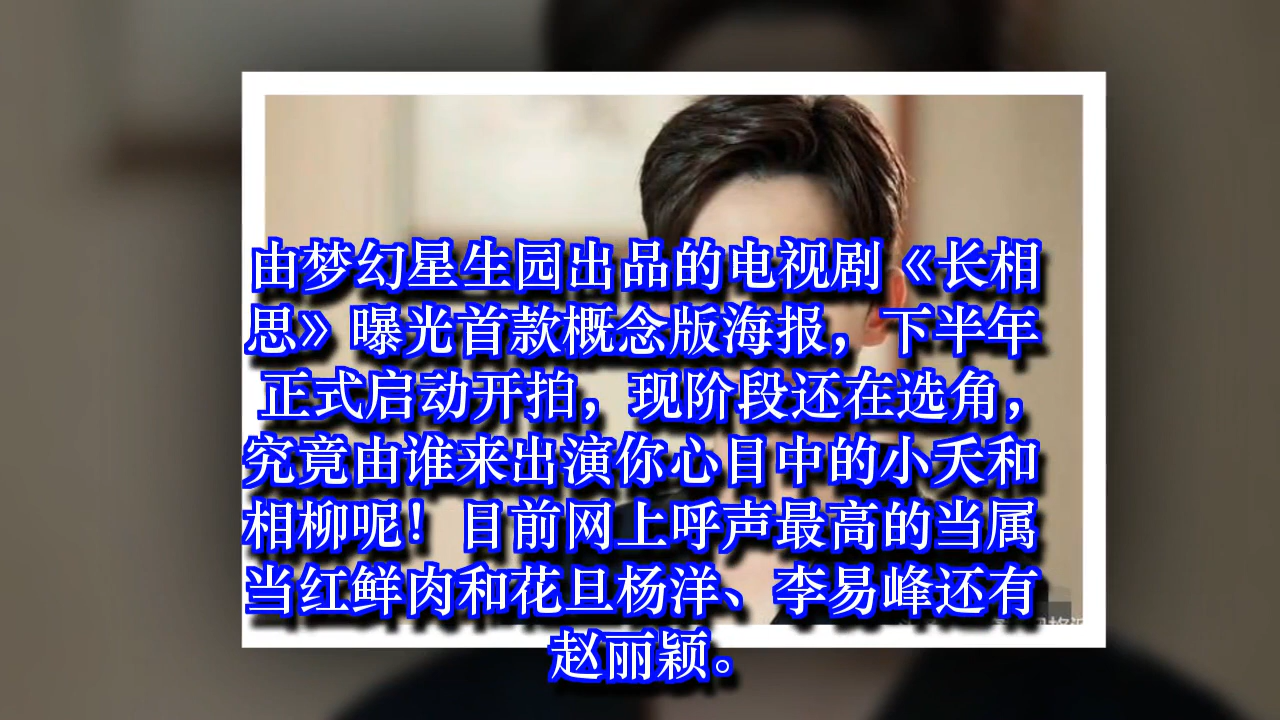 由梦幻星生园出品的电视剧《长相
思》曝光首款概念版海报，下半年
正式启动开拍，现阶段还在选角，
究竟由谁来出演你心目中的小夭和
相柳呢！目前网上呼声最高的当属
当红鲜肉和花旦杨洋、李易峰还有
赵丽颖。